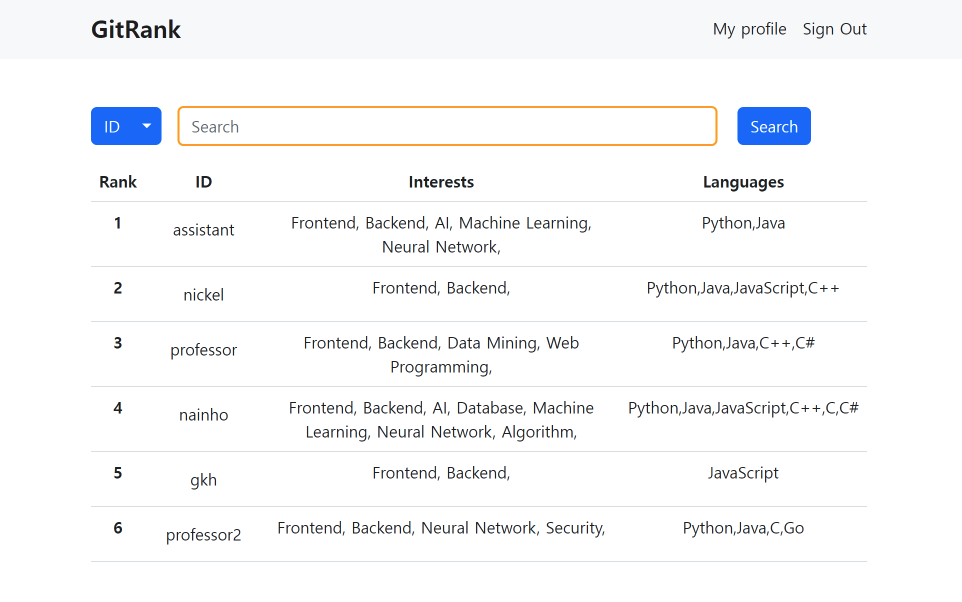 GitRank My profile Sign Out
ID Search Search
Rank ID Interests Languages
1 assistant Frontend, Backend, AI, Machine Learning, Python,Java
Neural Network,
2 nickel Frontend, Backend, Python,Java,JavaScript,C++
3 professor Frontend, Backend, Data Mining, Web Python,Java,C++,C#
Programming,
4 nainho Frontend, Backend, AI, Database, Machine Python,Java,JavaScript,C++,C,C#
Learning, Neural Network, Algorithm,
5 gkh Frontend, Backend, JavaScript
6 professor2 Frontend, Backend, Neural Network, Security, Python,Java,C,Go